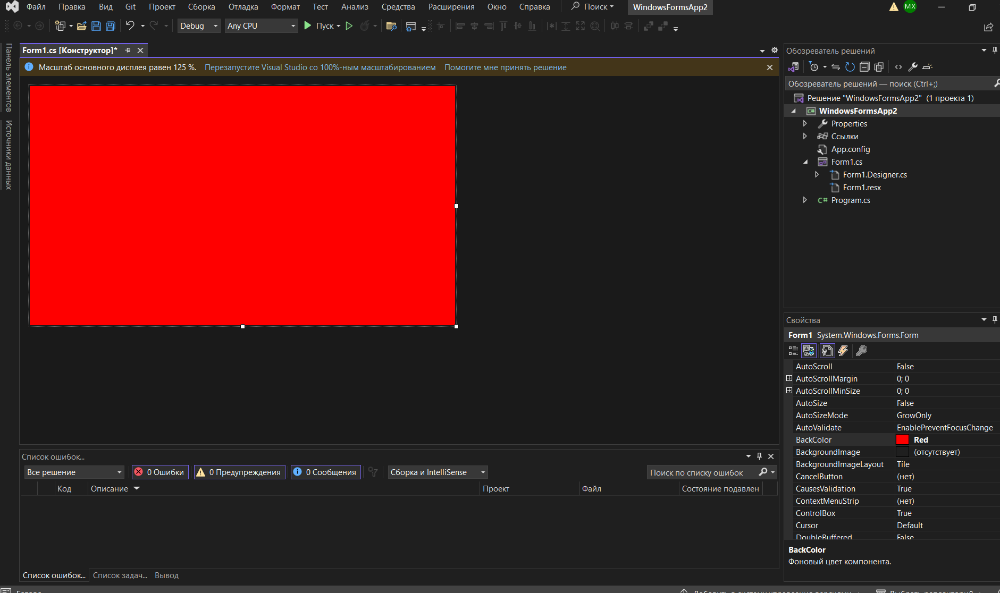 Файл Правка Вид Git Проект Сборка Отладка Формат Тест Анализ Средства Расширения Окно Справка Поиск WindowsFormsApp2 MX
Debug Any CPU Пуск
Панель элементов
Источники данных
Form1.cs [Конструктор]*
Масштаб основного дисплея равен 125 %. Перезапустите Visual Studio со 100%-ным масштабированием Помогите мне принять решение
Обозреватель решений
Обозреватель решений — поиск (Ctrl+;)
Решение "WindowsFormsApp2" (1 проекта 1)
WindowsFormsApp2
Properties
Ссылки
App.config
Form1.cs
Form1.Designer.cs
Form1.resx
C# Program.cs
Свойства
Form1 System.Windows.Forms.Form
AutoScroll False
AutoScrollMargin 0; 0
AutoScrollMinSize 0; 0
AutoSize False
AutoSizeMode GrowOnly
AutoValidate EnablePreventFocusChange
BackColor Red
BackgroundImage (отсутствует)
BackgroundImageLayout Tile
CancelButton (нет)
CausesValidation True
ContextMenuStrip (нет)
ControlBox True
Cursor Default
DoubleBuffered False
BackColor
Фоновый цвет компонента.
Список ошибок...
Все решение 0 Ошибки 0 Предупреждения 0 Сообщения Сборка и IntelliSense Поиск по списку ошибок
Код Описание Проект Файл Состояние подавлен
Список ошибок... Список задач... Вывод